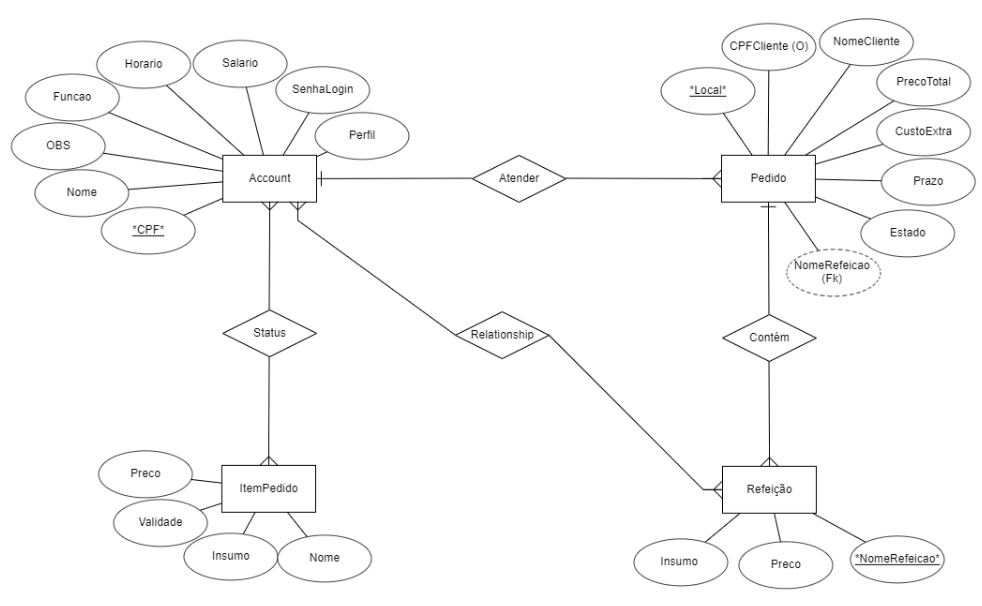 CPFCliente (O)
NomeCliente
Horario
Salario
SenhaLogin
*Local*
PrecoTotal
Funcao
Perfil
CustoExtra
OBS
Account
Atender
Pedido
Prazo
Nome
*CPF*
Estado
NomeRefeicao
(Fk)
Status
Relationship
Contém
Preco
ItemPedido
Refeição
Validade
Insumo
Nome
Insumo
Preco
*NomeRefeicao*